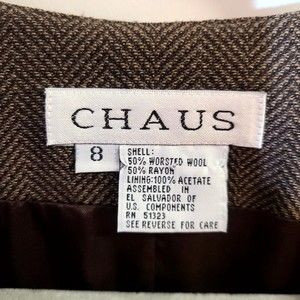 CHAUS
8
SHELL:
50% WORSTED WOOL
50% RAYON
LINING: 100% ACETATE
ASSEMBLED IN
EL SALVADOR OF
U.S. COMPONENTS
RN 51323
SEE REVERSE FOR CARE